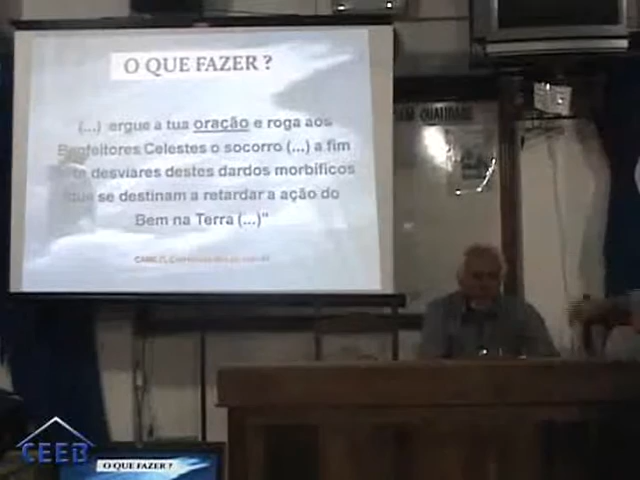 O QUE FAZER ?
(...) ergue a tua oração e roga aos
Benfeitores Celestes o socorro (...) a fim
desviares destes dardos morbíficos
que se destinam a retardar a ação do
Bem na Terra (...)"
QUALIDADE
CEEB
O QUE FAZER ?